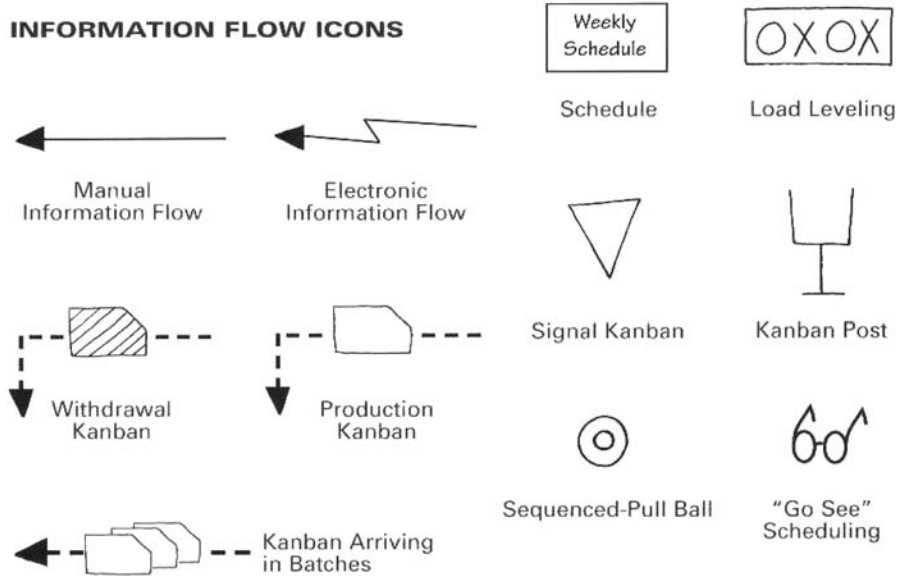 INFORMATION FLOW ICONS
Weekly
Schedule
Schedule
OXOX
Load Leveling
Manual
Information Flow
Electronic
Information Flow
Signal Kanban
Kanban Post
Withdrawal
Kanban
Production
Kanban
Sequenced-Pull Ball
"Go See"
Scheduling
Kanban Arriving
in Batches